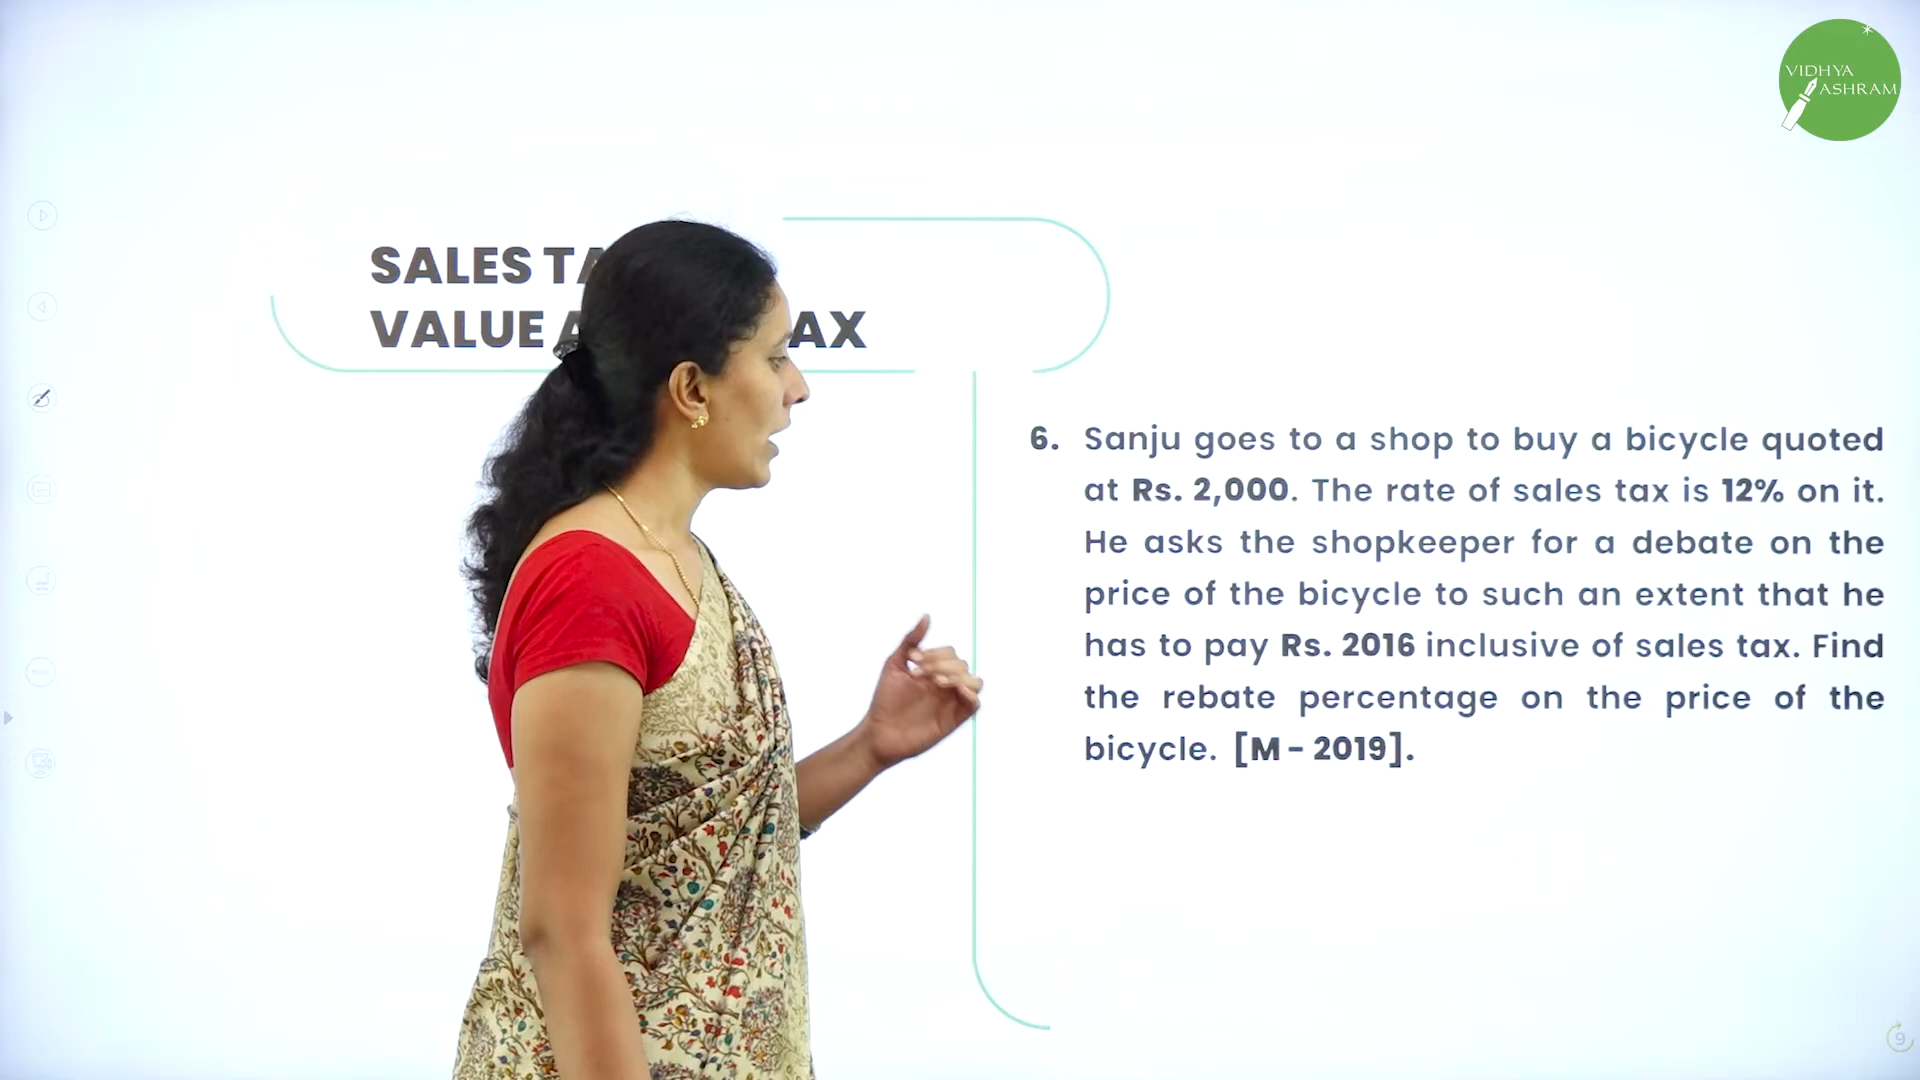 VIDHYA
ASHRAM
SALES
VALUE AX
6. Sanju goes to a shop to buy a bicycle quoted
at Rs. 2,000. The rate of sales tax is 12% on it.
He asks the shopkeeper for a debate on the
price of the bicycle to such an extent that he
has to pay Rs. 2016 inclusive of sales tax. Find
the rebate percentage on the price of the
bicycle. [M - 2019].
9